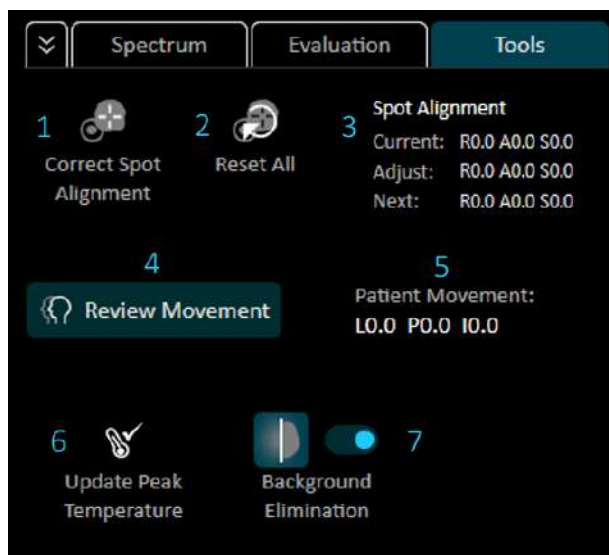 Spectrum
Evaluation
Tools
1
Correct Spot
Alignment
2
Reset All
3
Spot Alignment
Current: R0.0 A0.0 S0.0
Adjust: R0.0 A0.0 S0.0
Next: R0.0 A0.0 S0.0
4
Review Movement
5
Patient Movement:
L0.0 P0.0 I0.0
6
Update Peak
Temperature
7
Background
Elimination